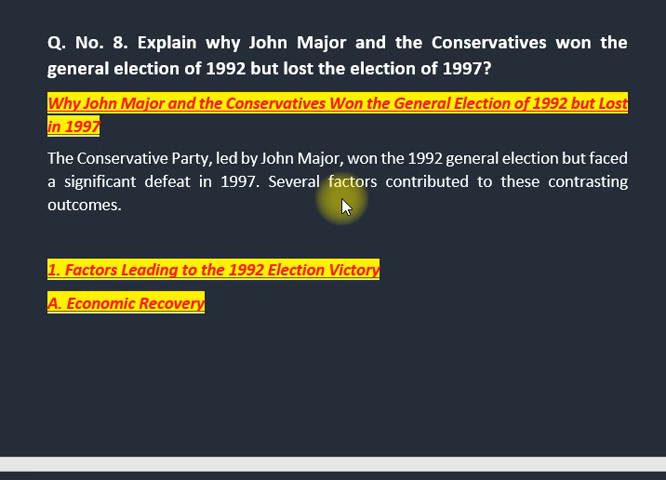 Q. No. 8. Explain why John Major and the Conservatives won the
general election of 1992 but lost the election of 1997?
Why John Major and the Conservatives Won the General Election of 1992 but Lost
in 1997
The Conservative Party, led by John Major, won the 1992 general election but faced
a significant defeat in 1997. Several factors contributed to these contrasting
outcomes.
1. Factors Leading to the 1992 Election Victory
A. Economic Recovery